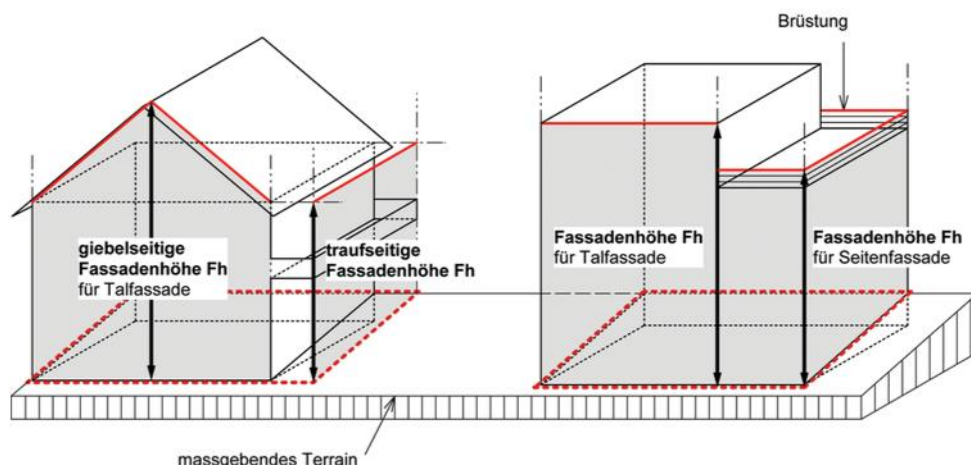 Brüstung
giebelseitige
Fassadenhöhe Fh
für Talfassade
traufseitige
Fassadenhöhe Fh
Fassadenhöhe Fh
für Talfassade
Fassadenhöhe Fh
für Seitenfassade
massgebendes Terrain